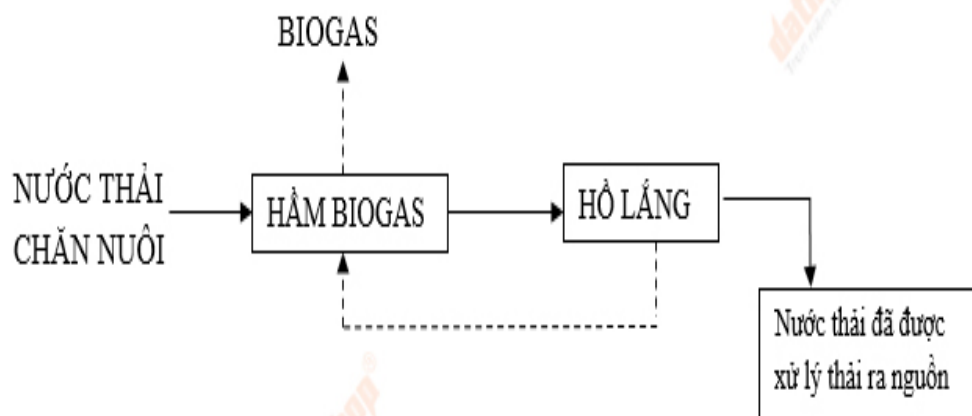 BIOGAS
NƯỚC THẢI
CHĂN NUÔI
HẦM BIOGAS
HỒ LẮNG
Nước thải đã được
xử lý thải ra nguồn